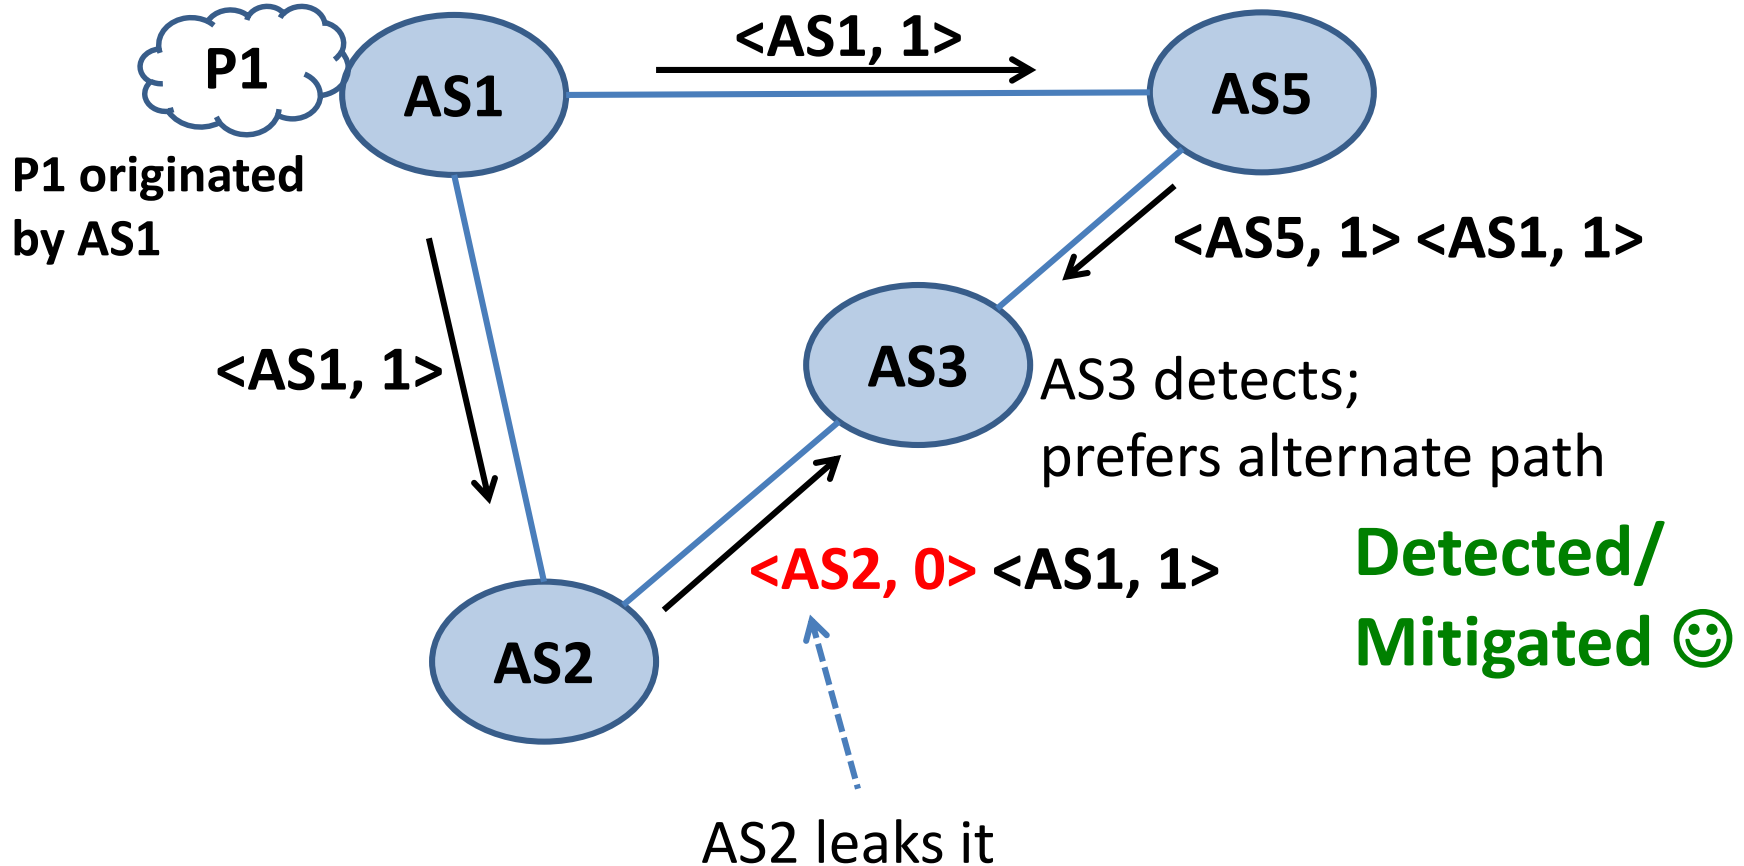 P1
AS1
<AS1, 1>
AS5
P1 originated
by AS1
<AS5, 1> <AS1, 1>
<AS1, 1>
AS3
AS3 detects;
prefers alternate path
<AS2, 0> <AS1, 1>
Detected/
Mitigated ☺
AS2
AS2 leaks it